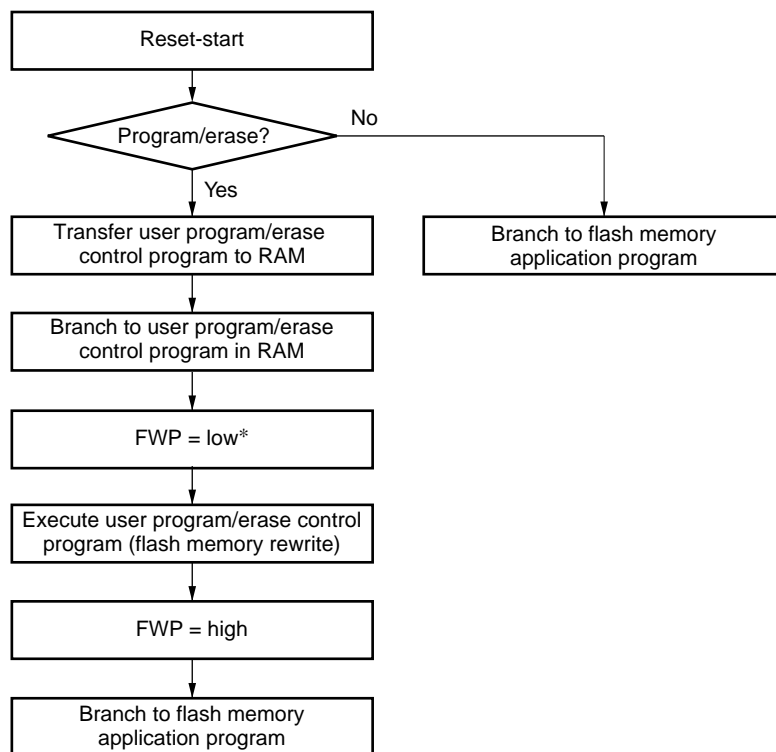 Reset-start
Program/erase?
No
Yes
Transfer user program/erase
control program to RAM
Branch to flash memory
application program
Branch to user program/erase
control program in RAM
FWP = low*
Execute user program/erase control
program (flash memory rewrite)
FWP = high
Branch to flash memory
application program